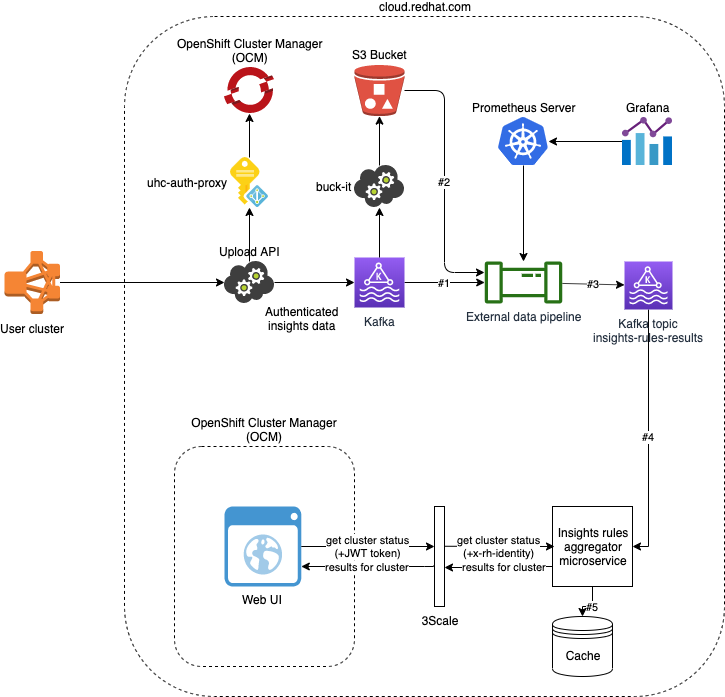 cloud.redhat.com
OpenShift Cluster Manager
(OCM)
S3 Bucket
Prometheus Server
Grafana
uhc-auth-proxy
buck-it
#2
Upload API
User cluster
Authenticated
insights data
K
Kafka
#1
External data pipeline
#3
K
Kafka topic
insights-rules-results
#4
OpenShift Cluster Manager
(OCM)
Web UI
get cluster status
(+JWT token)
results for cluster
3Scale
get cluster status
(+x-rh-identity)
results for cluster
Insights rules
aggregator
microservice
#5
Cache